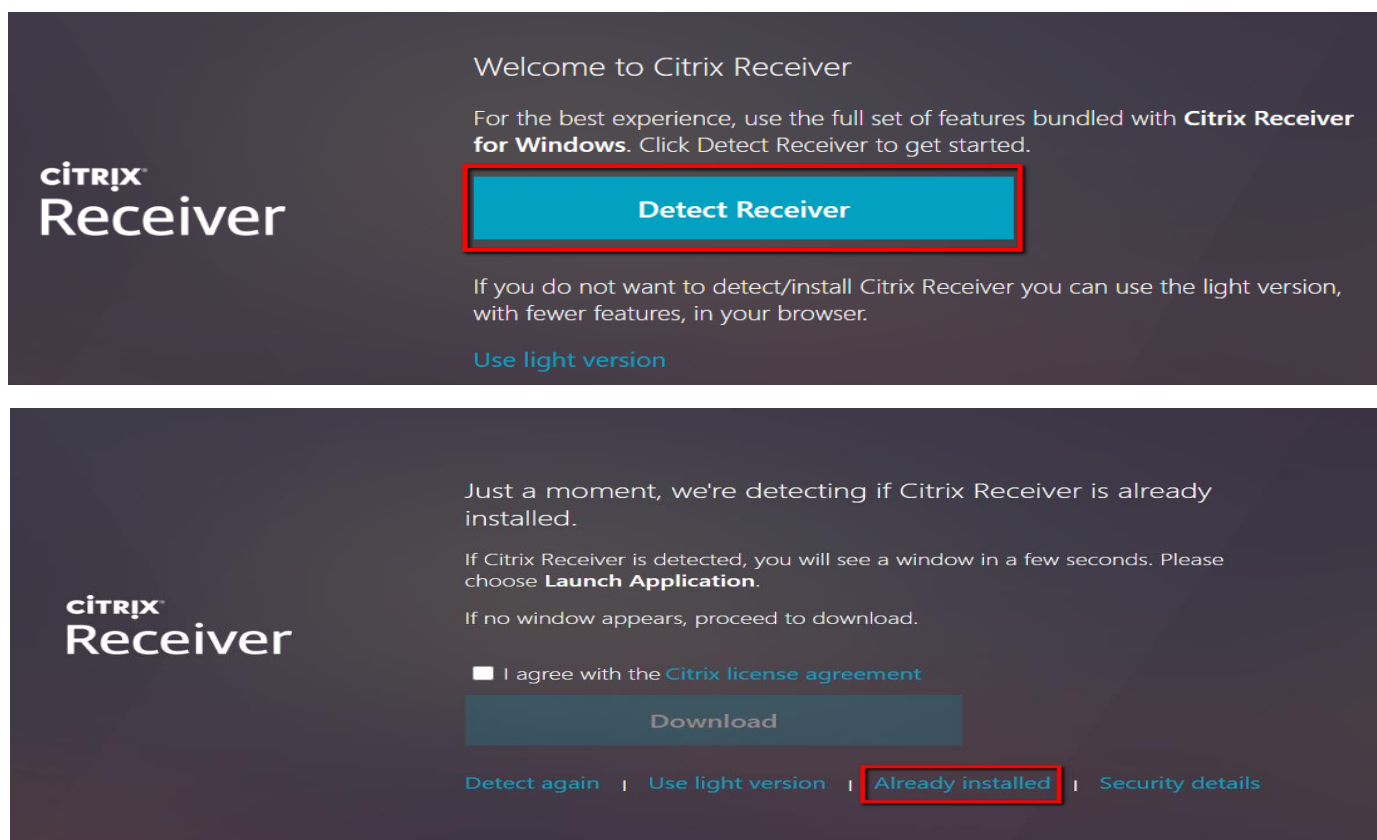 Welcome to Citrix Receiver
For the best experience, use the full set of features bundled with Citrix Receiver
for Windows. Click Detect Receiver to get started.
CİTRIX
Receiver
Detect Receiver
If you do not want to detect/install Citrix Receiver you can use the light version,
with fewer features, in your browser.
Use light version
Just a moment, we're detecting if Citrix Receiver is already
installed.
If Citrix Receiver is detected, you will see a window in a few seconds. Please
choose Launch Application.
CİTRIX
Receiver
If no window appears, proceed to download.
I agree with the Citrix license agreement
Download
Detect again | Use light version | Already installed | Security details